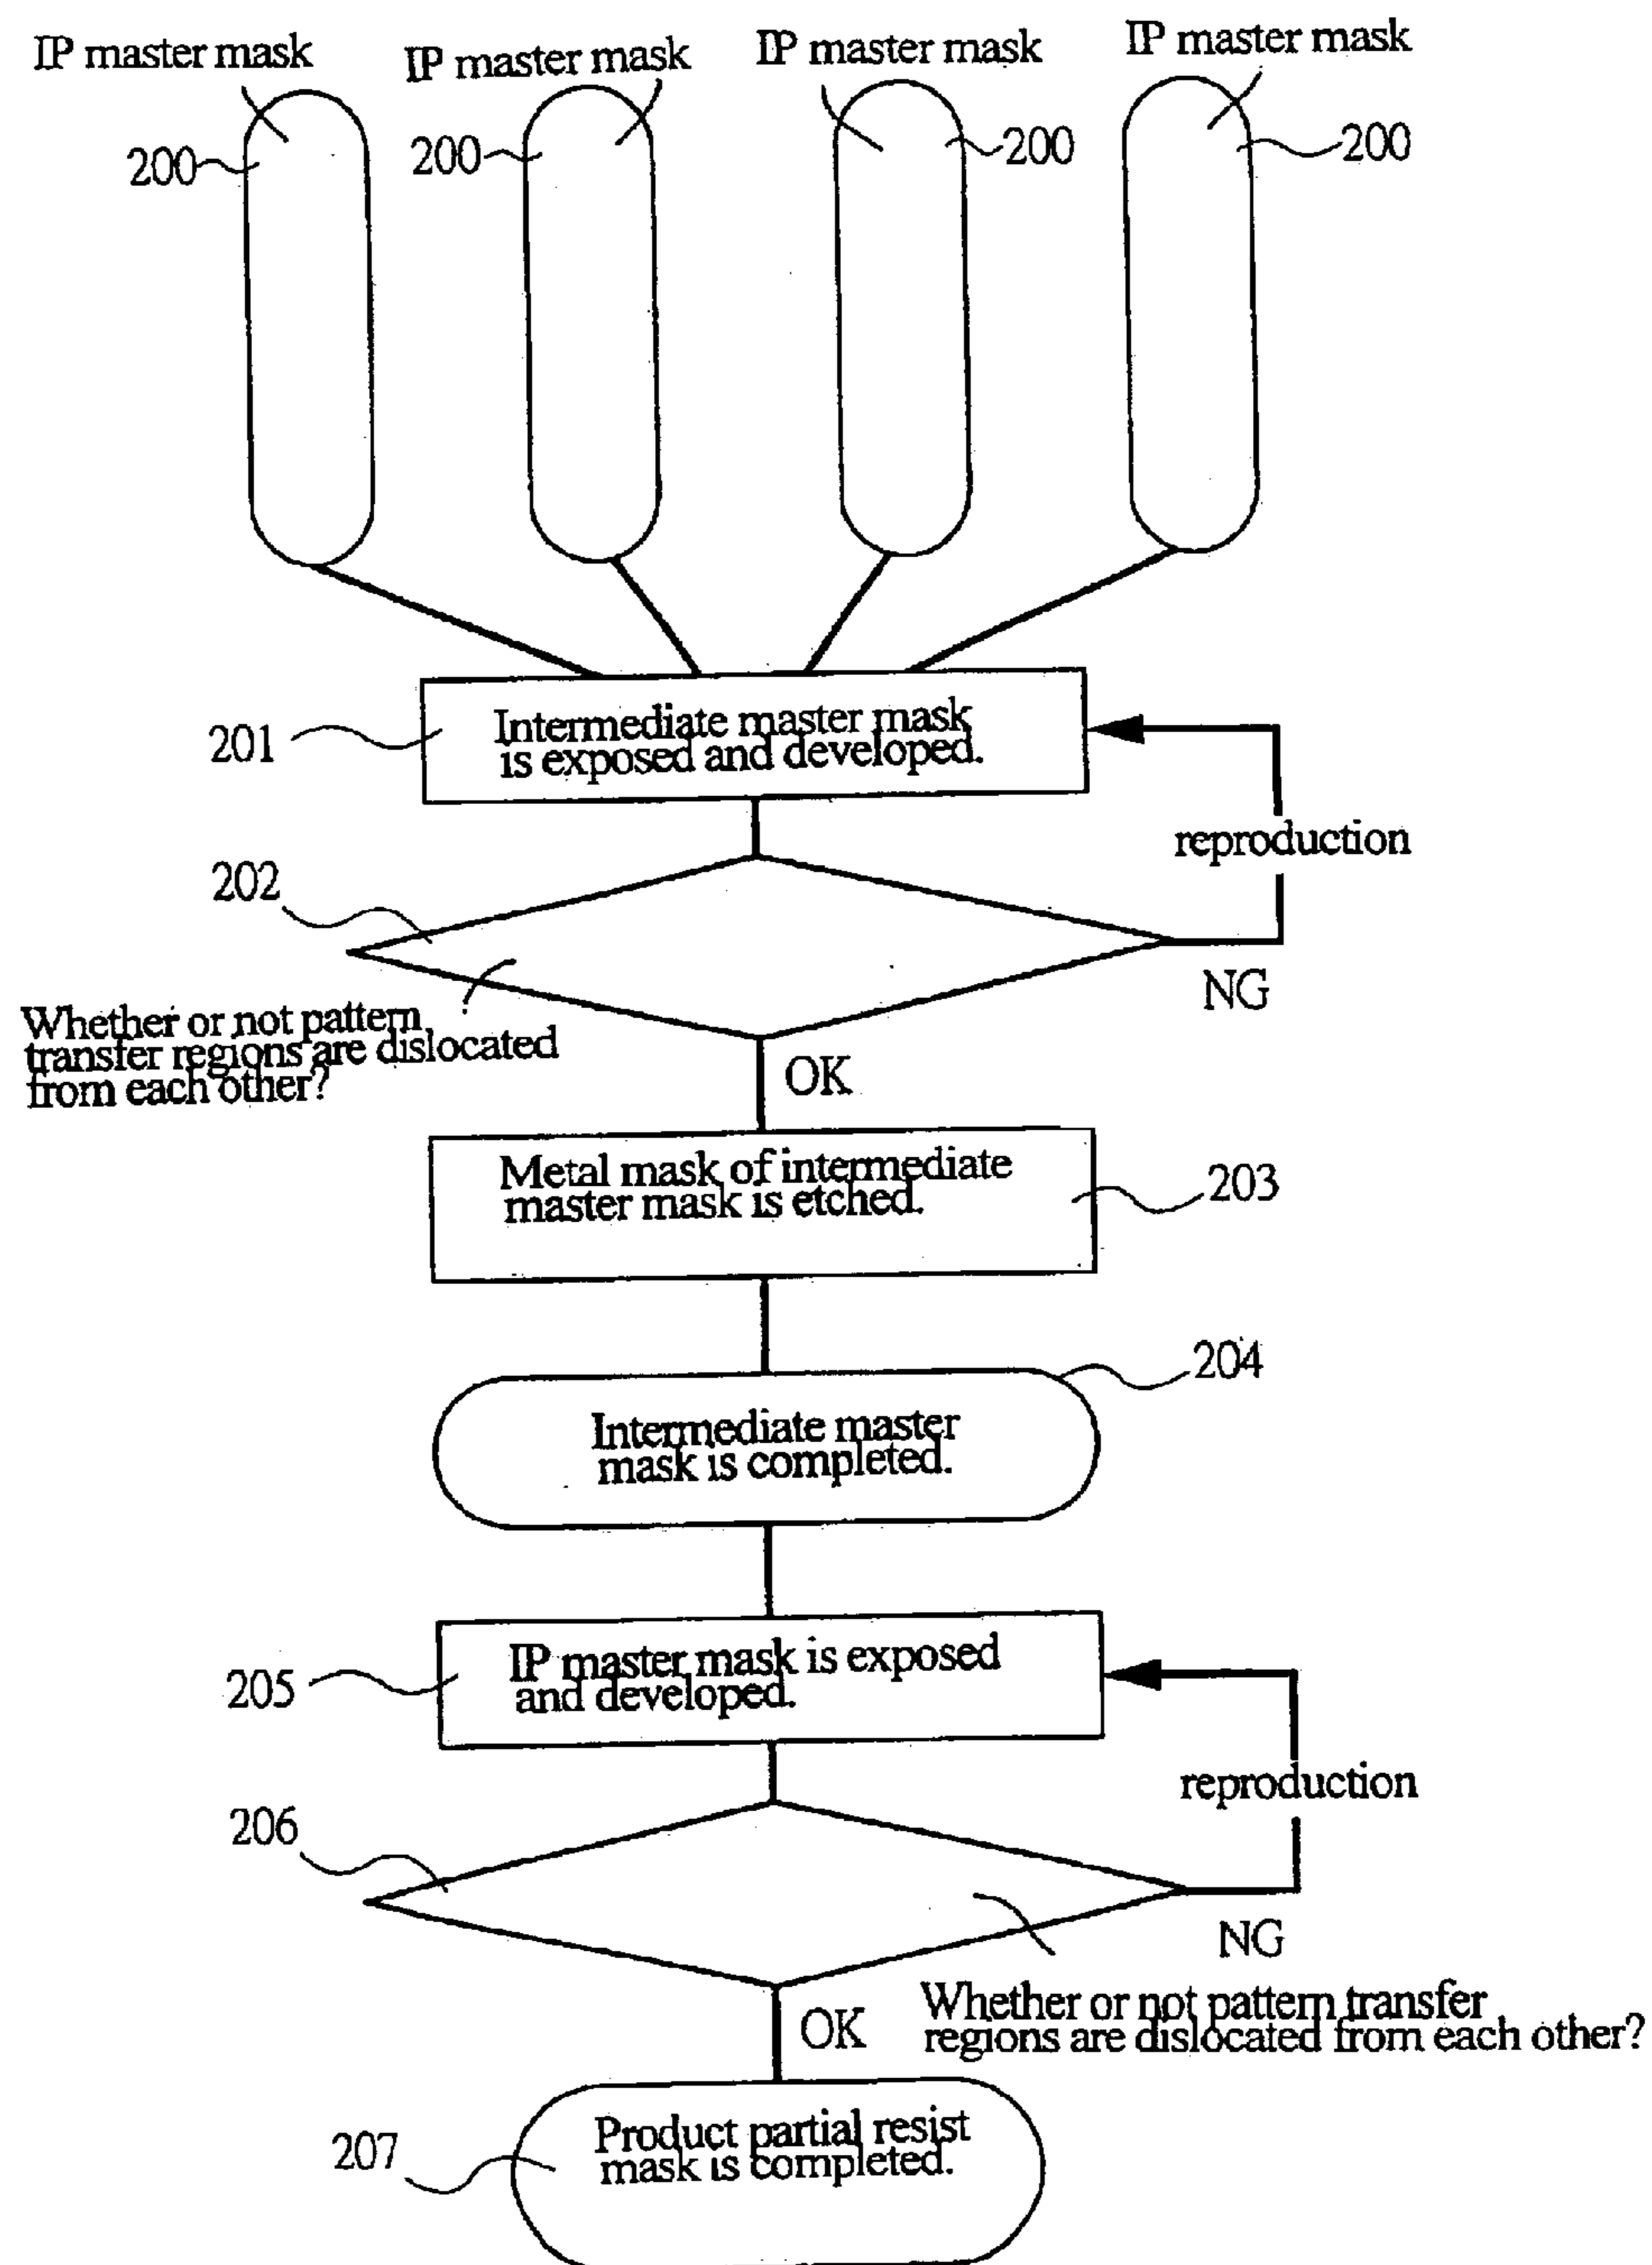 IP master mask
IP master mask
IP master mask
IP master mask
200
200
200
200
201
Intermediate master mask
is exposed and developed.
reproduction
202
NG
Whether or not pattern
transfer regions are dislocated
from each other?
OK
Metal mask of intermediate
master mask is etched.
203
204
Intermediate master
mask is completed.
205
IP master mask is exposed
and developed.
reproduction
206
NG
Whether or not pattern transfer
regions are dislocated from each other?
OK
207
Product partial resist
mask is completed.